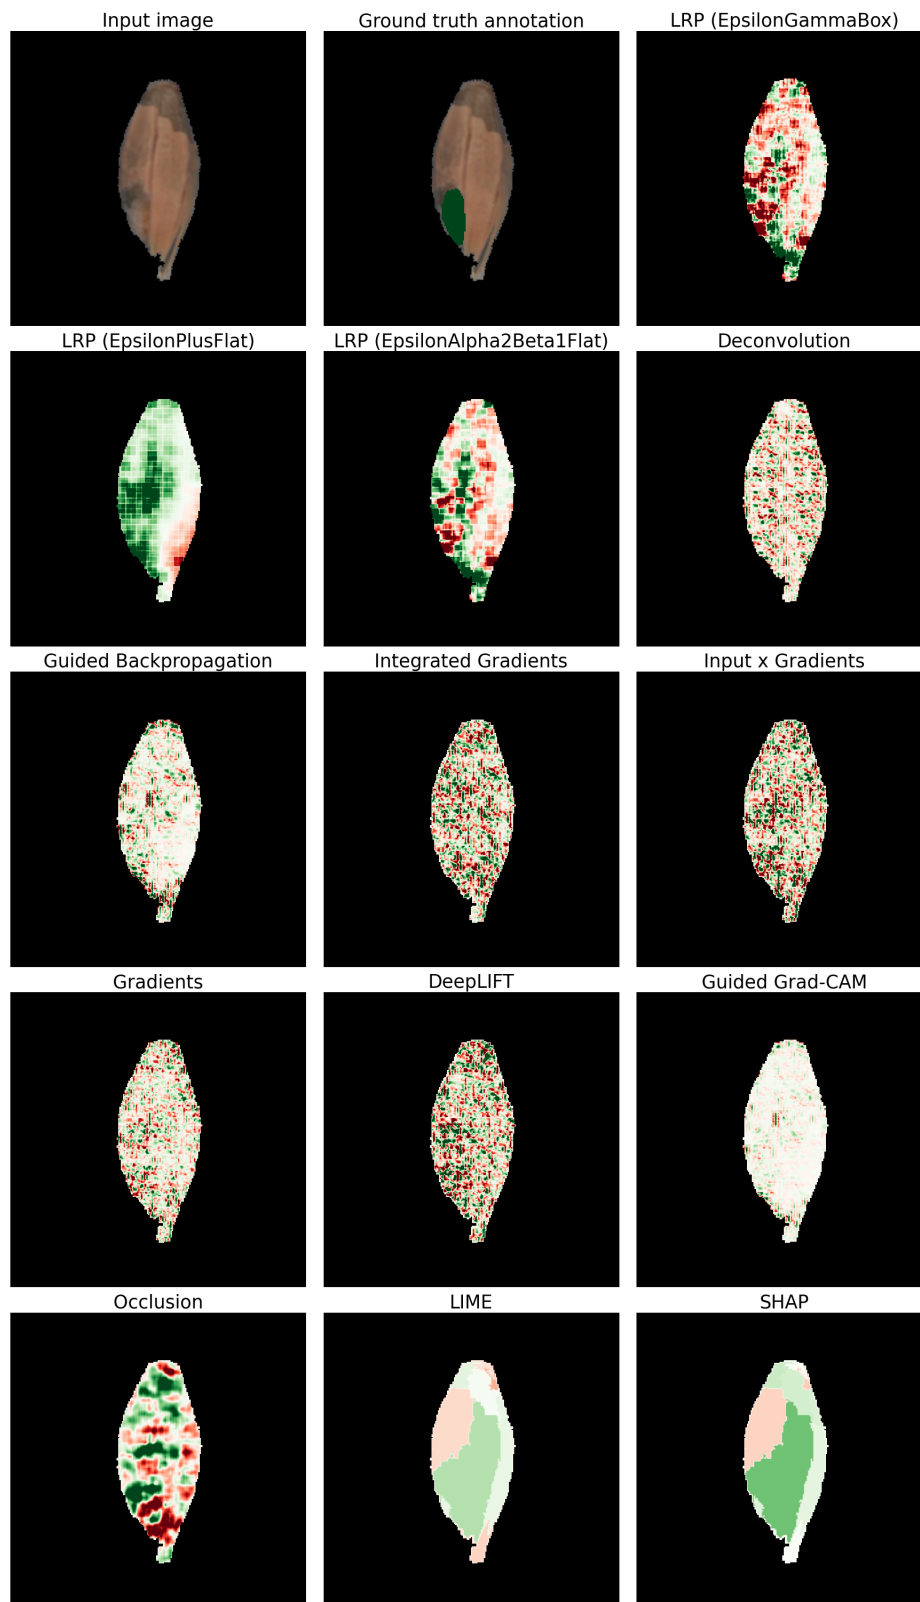 Input image
Ground truth annotation
LRP (EpsilonGammaBox)
LRP (EpsilonPlusFlat)
LRP (EpsilonAlpha2Beta1Flat)
Deconvolution
Guided Backpropagation
Integrated Gradients
Input x Gradients
Gradients
DeepLIFT
Guided Grad-CAM
Occlusion
LIME
SHAP